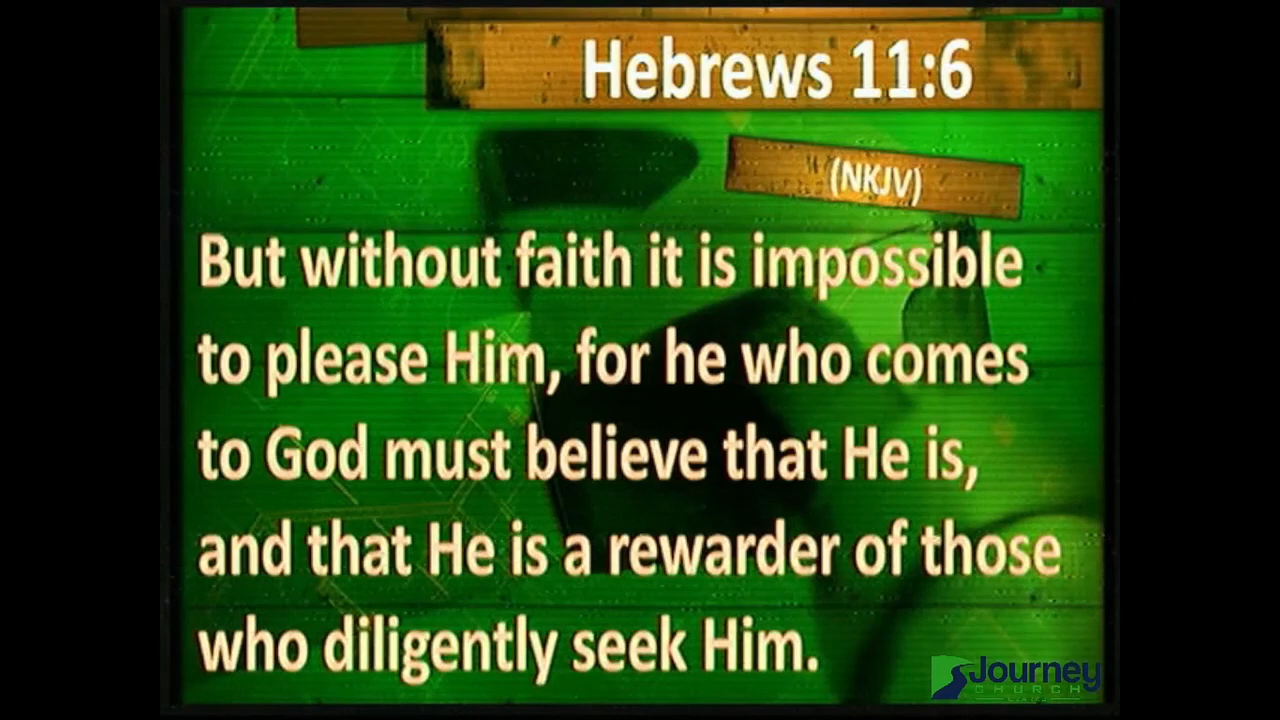 Hebrews 11:6
(NKJV)
But without faith it is impossible
to please Him, for he who comes
to God must believe that He is,
and that He is a rewarder of those
who diligently seek Him.
Journey
CHURCH